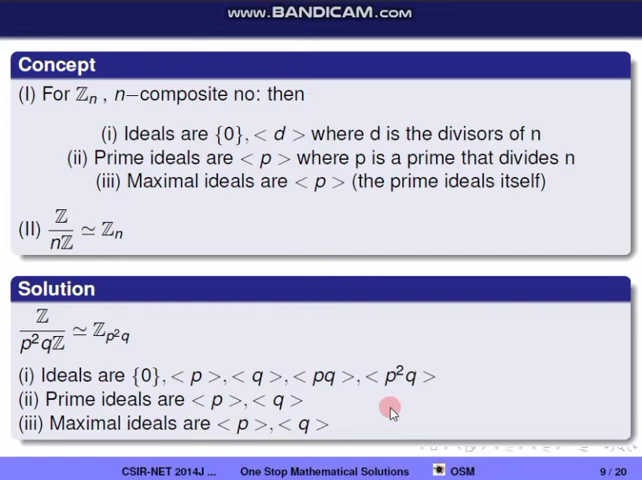 www.BANDICAM.com
Concept
(I) For ℤₙ , n−composite no: then
(i) Ideals are {0}, < d > where d is the divisors of n
(ii) Prime ideals are < p > where p is a prime that divides n
(iii) Maximal ideals are < p > (the prime ideals itself)
(II) ℤ/nℤ ≃ ℤₙ
Solution
ℤ/p²qℤ ≃ ℤ_p²q
(i) Ideals are {0}, < p >, < q >, < pq >, < p²q >
(ii) Prime ideals are < p >, < q >
(iii) Maximal ideals are < p >, < q >
CSIR-NET 2014J ... One Stop Mathematical Solutions OSM 9 / 20